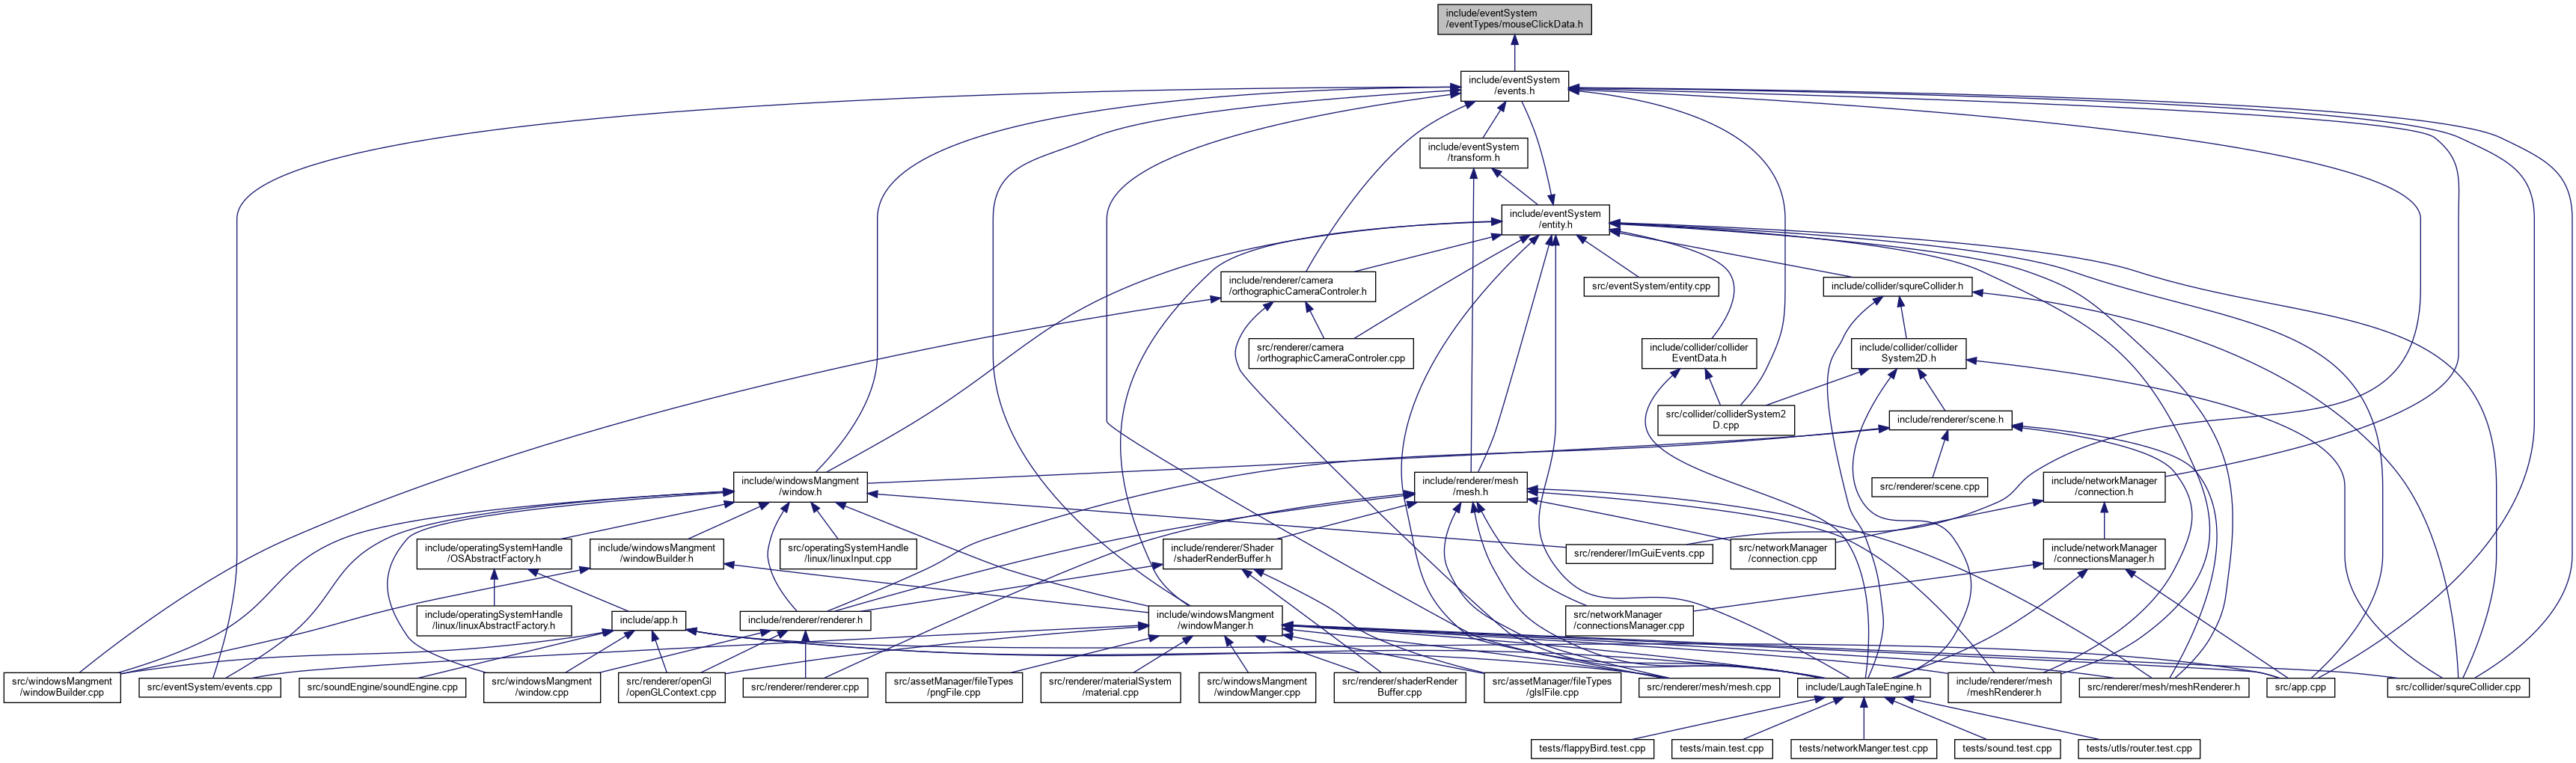 include/eventSystem
/eventTypes/mouseClickData.h
include/eventSystem
/events.h
include/eventSystem
/transform.h
include/eventSystem
/entity.h
include/renderer/camera
/orthographicCameraControler.h
src/eventSystem/entity.cpp
include/collider/squreCollider.h
src/renderer/camera
/orthographicCameraControler.cpp
include/collider/collider
EventData.h
include/collider/collider
System2D.h
src/collider/colliderSystem2
D.cpp
include/renderer/scene.h
include/windowsMangment
/window.h
include/renderer/mesh
/mesh.h
src/renderer/scene.cpp
include/networkManager
/connection.h
include/operatingSystemHandle
/OSAbstractFactory.h
include/windowsMangment
/windowBuilder.h
src/operatingSystemHandle
/linux/linuxInput.cpp
src/renderer/ImGuiEvents.cpp
include/renderer/Shader
/shaderRenderBuffer.h
src/networkManager
/connection.cpp
include/networkManager
/connectionsManager.h
include/operatingSystemHandle
/linux/linuxAbstractFactory.h
include/app.h
include/renderer/renderer.h
include/windowsMangment
/windowManger.h
src/networkManager
/connectionsManager.cpp
src/windowsMangment
/windowBuilder.cpp
src/eventSystem/events.cpp
src/soundEngine/soundEngine.cpp
src/windowsMangment
/window.cpp
src/renderer/openGl
/openGLContext.cpp
src/renderer/renderer.cpp
src/assetManager/fileTypes
/pngFile.cpp
src/renderer/materialSystem
/material.cpp
src/windowsMangment
/windowManger.cpp
src/renderer/shaderRender
Buffer.cpp
src/assetManager/fileTypes
/glslFile.cpp
src/renderer/mesh/mesh.cpp
include/LaughTaleEngine.h
include/renderer/mesh
/meshRenderer.h
src/renderer/mesh/meshRenderer.h
src/app.cpp
src/collider/squreCollider.cpp
tests/flappyBird.test.cpp
tests/main.test.cpp
tests/networkManger.test.cpp
tests/sound.test.cpp
tests/utls/router.test.cpp